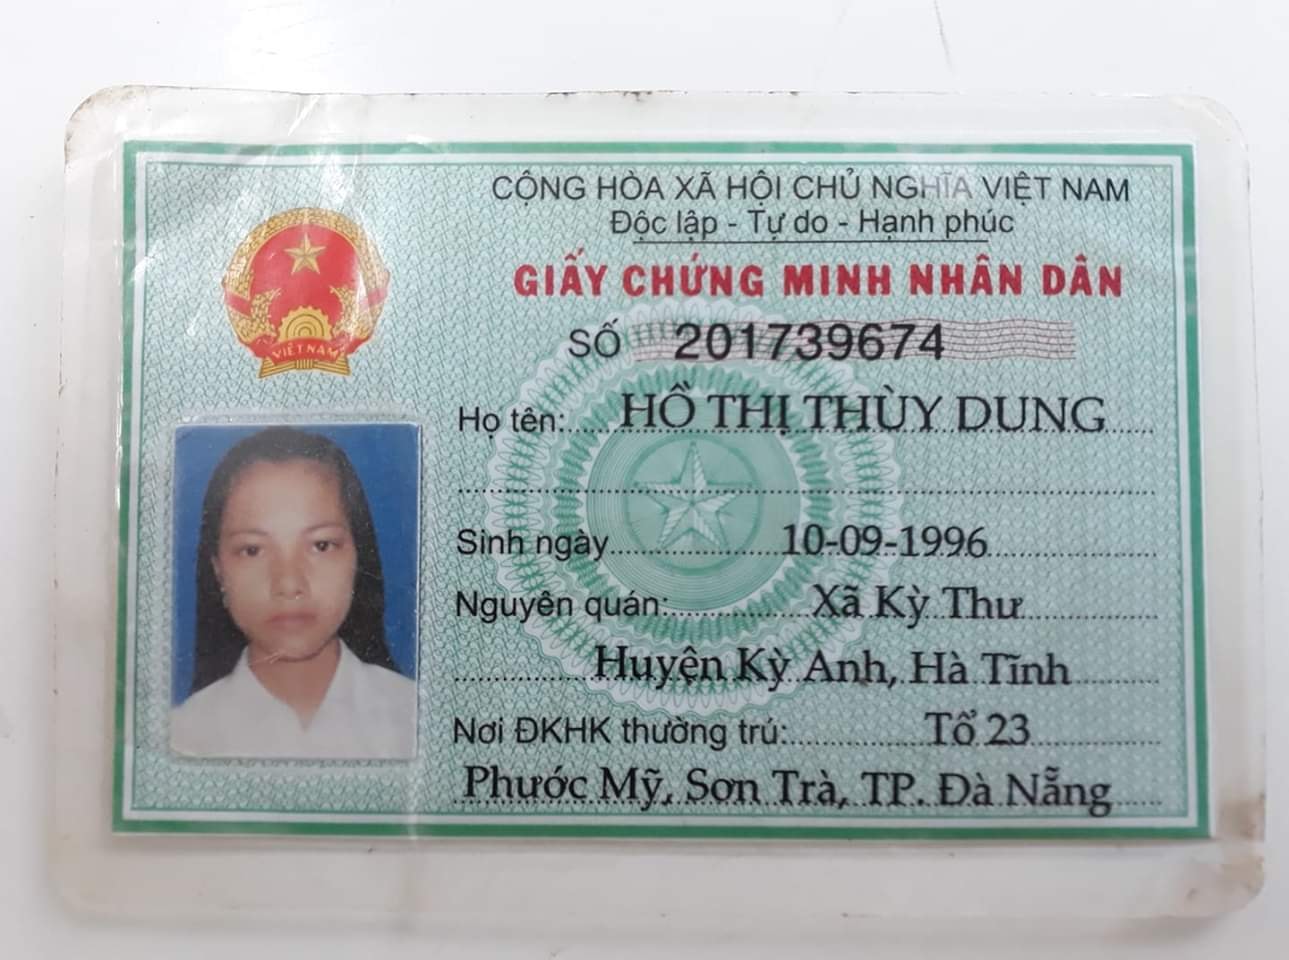 CỘNG HÒA XÃ HỘI CHỦ NGHĨA VIỆT NAM
Độc lập - Tự do - Hạnh phúc
GIẤY CHỨNG MINH NHÂN DÂN
SỐ 201739674
VIỆT NAM
Họ tên: HỒ THỊ THÙY DUNG
Sinh ngày 10-09-1996
Nguyên quán: Xã Kỳ Thư
Huyện Kỳ Anh, Hà Tĩnh
Nơi ĐKHK thường trú: Tổ 23
Phước Mỹ, Sơn Trà, TP. Đà Nẵng